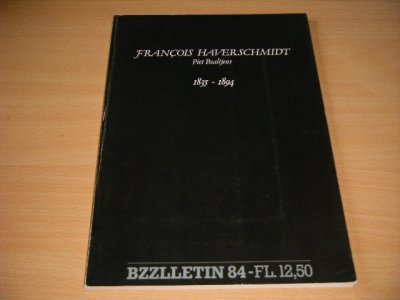 FRANÇOIS HAVERSCHMIDT
Piet Paaltjens
1835 - 1894
BZZLLETIN 84 - FL. 12,50